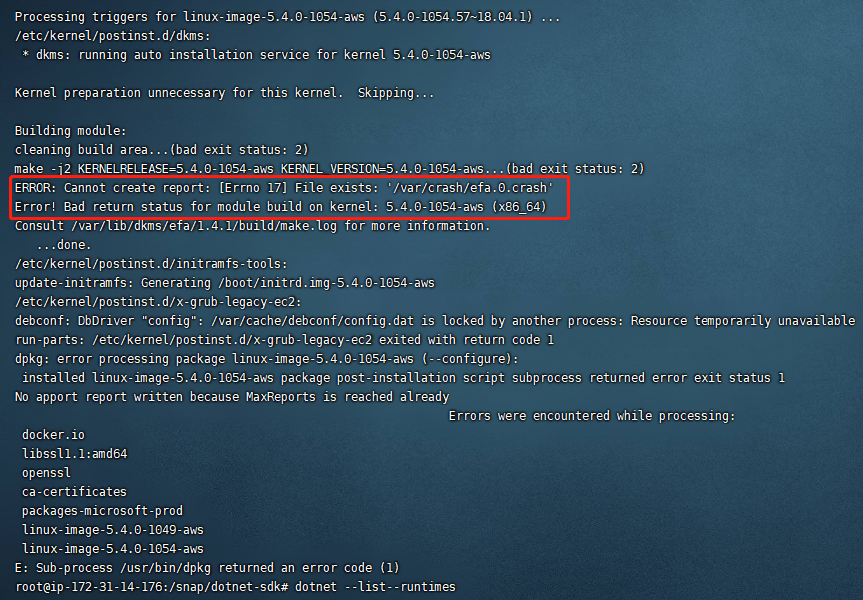 Processing triggers for linux-image-5.4.0-1054-aws (5.4.0-1054.57~18.04.1) ...
/etc/kernel/postinst.d/dkms:
 * dkms: running auto installation service for kernel 5.4.0-1054-aws
Kernel preparation unnecessary for this kernel.  Skipping...
Building module:
cleaning build area...(bad exit status: 2)
make -j2 KERNELRELEASE=5.4.0-1054-aws KERNEL_VERSION=5.4.0-1054-aws...(bad exit status: 2)
ERROR: Cannot create report: [Errno 17] File exists: '/var/crash/efa.0.crash'
Error! Bad return status for module build on kernel: 5.4.0-1054-aws (x86_64)
Consult /var/lib/dkms/efa/1.4.1/build/make.log for more information.
   ...done.
/etc/kernel/postinst.d/initramfs-tools:
update-initramfs: Generating /boot/initrd.img-5.4.0-1054-aws
/etc/kernel/postinst.d/x-grub-legacy-ec2:
debconf: DbDriver "config": /var/cache/debconf/config.dat is locked by another process: Resource temporarily unavailable
run-parts: /etc/kernel/postinst.d/x-grub-legacy-ec2 exited with return code 1
dpkg: error processing package linux-image-5.4.0-1054-aws (--configure):
 installed linux-image-5.4.0-1054-aws package post-installation script subprocess returned error exit status 1
No apport report written because MaxReports is reached already
Errors were encountered while processing:
 docker.io
 libssl1.1:amd64
 openssl
 ca-certificates
 packages-microsoft-prod
 linux-image-5.4.0-1049-aws
 linux-image-5.4.0-1054-aws
E: Sub-process /usr/bin/dpkg returned an error code (1)
root@ip-172-31-14-176:/snap/dotnet-sdk# dotnet --list--runtimes